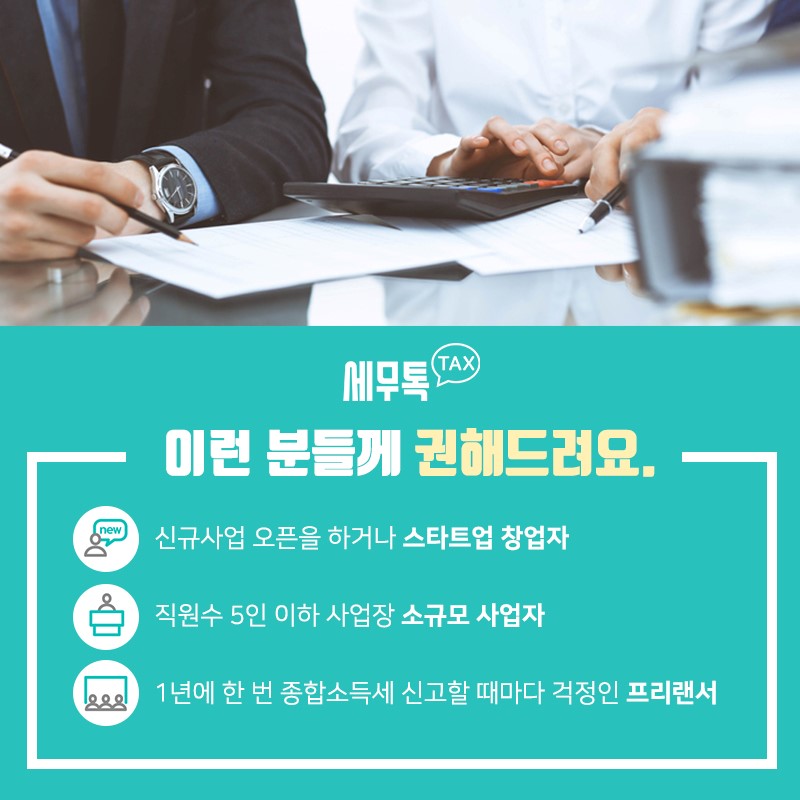 세무톡 TAX
이런 분들께 권해드려요.
new
신규사업 오픈을 하거나 스타트업 창업자
직원수 5인 이하 사업장 소규모 사업자
1년에 한 번 종합소득세 신고할 때마다 걱정인 프리랜서